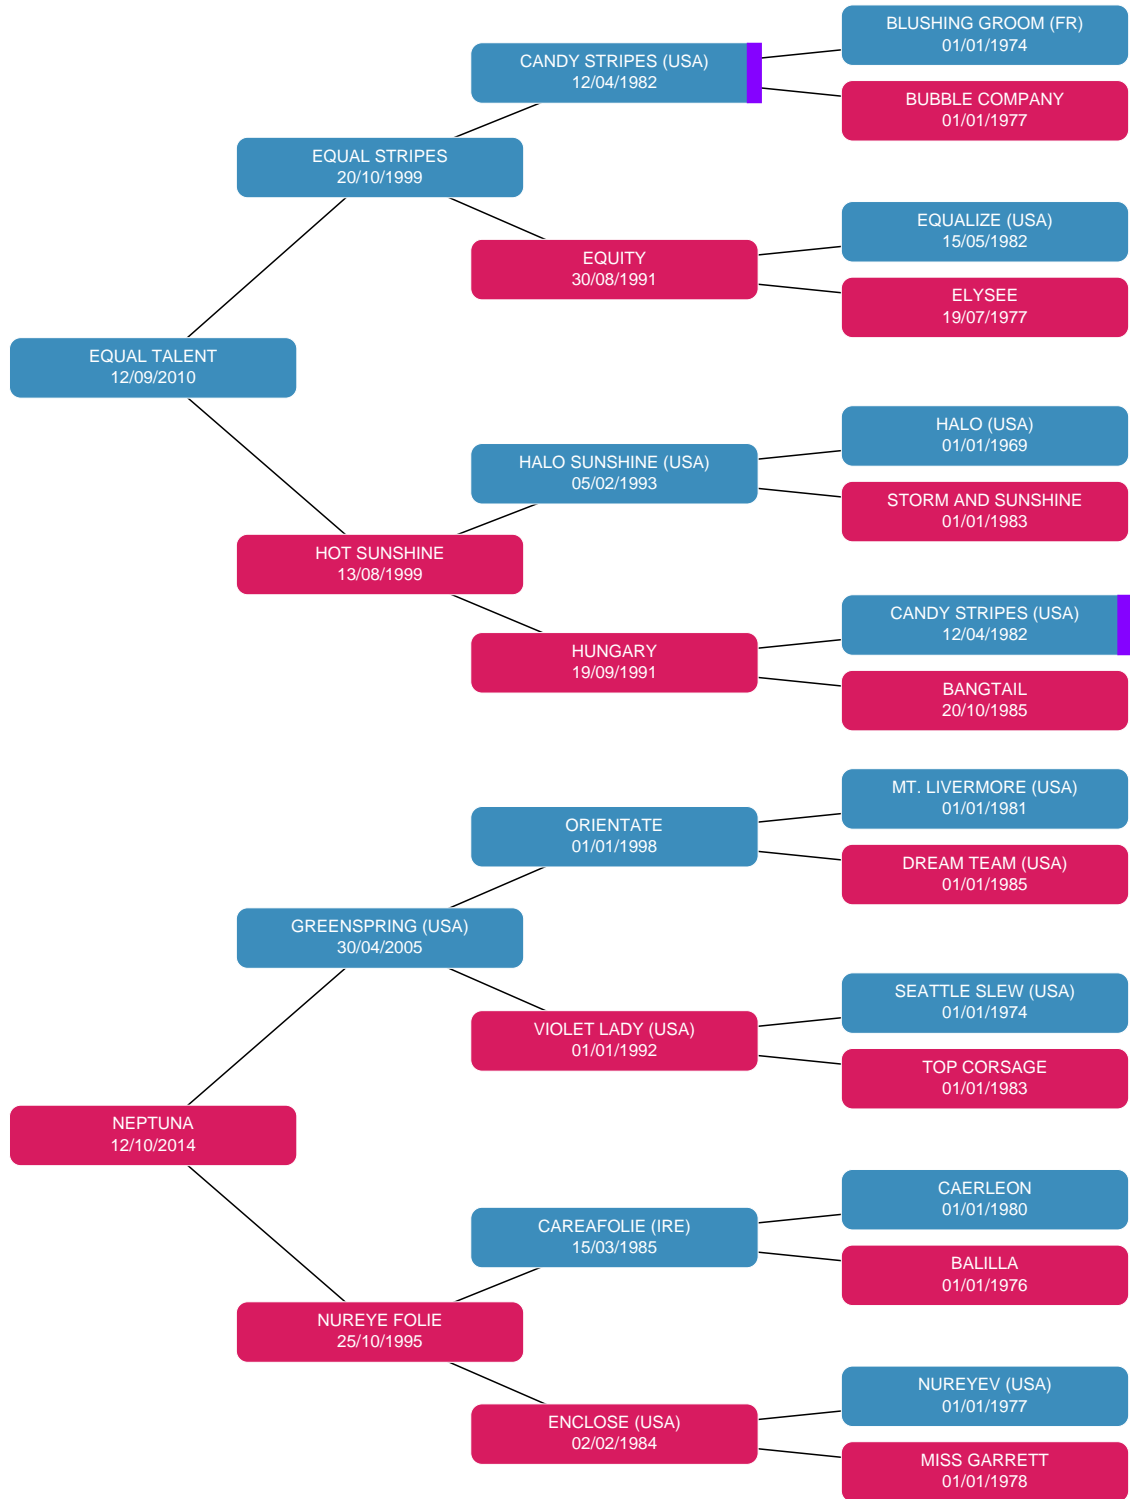 BLUSHING GROOM (FR)
01/01/1974
CANDY STRIPES (USA)
12/04/1982
BUBBLE COMPANY
01/01/1977
EQUAL STRIPES
20/10/1999
EQUALIZE (USA)
15/05/1982
EQUITY
30/08/1991
ELYSEE
19/07/1977
EQUAL TALENT
12/09/2010
HALO (USA)
01/01/1969
HALO SUNSHINE (USA)
05/02/1993
STORM AND SUNSHINE
01/01/1983
HOT SUNSHINE
13/08/1999
CANDY STRIPES (USA)
12/04/1982
HUNGARY
19/09/1991
BANGTAIL
20/10/1985
MT. LIVERMORE (USA)
01/01/1981
ORIENTATE
01/01/1998
DREAM TEAM (USA)
01/01/1985
GREENSPRING (USA)
30/04/2005
SEATTLE SLEW (USA)
01/01/1974
VIOLET LADY (USA)
01/01/1992
TOP CORSAGE
01/01/1983
NEPTUNA
12/10/2014
CAERLEON
01/01/1980
CAREAFOLIE (IRE)
15/03/1985
BALILLA
01/01/1976
NUREYE FOLIE
25/10/1995
NUREYEV (USA)
01/01/1977
ENCLOSE (USA)
02/02/1984
MISS GARRETT
01/01/1978